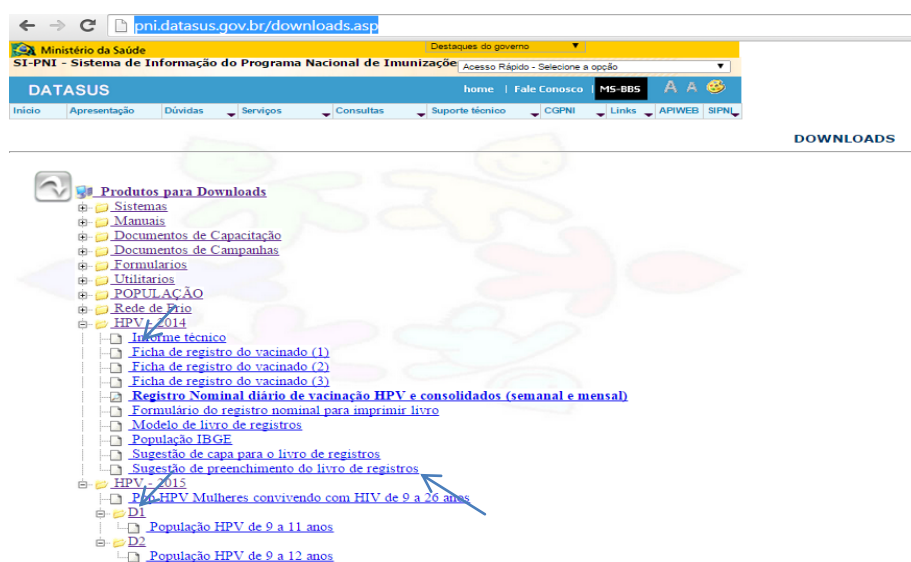 pni.datasus.gov.br/downloads.asp
Ministério da Saúde
Destaques do governo
SI-PNI - Sistema de Informação do Programa Nacional de Imunizaçõe
Acesso Rápido - Selecione a opção
DATASUS
home | Fale Conosco | MS-BBS A A
Inicio Apresentação Dúvidas Serviços Consultas Suporte técnico CGPNI Links APIWEB SIPNI
DOWNLOADS
Produtos para Downloads
Sistemas
Manuais
Documentos de Capacitação
Documentos de Campanhas
Formularios
Utilitarios
POPULAÇÃO
Rede de Frio
HPV - 2014
Informe técnico
Ficha de registro do vacinado (1)
Ficha de registro do vacinado (2)
Ficha de registro do vacinado (3)
Registro Nominal diário de vacinação HPV e consolidados (semanal e mensal)
Formulário do registro nominal para imprimir livro
Modelo de livro de registros
População IBGE
Sugestão de capa para o livro de registros
Sugestão de preenchimento do livro de registros
HPV - 2015
Pop HPV Mulheres convivendo com HIV de 9 a 26 anos
D1
População HPV de 9 a 11 anos
D2
População HPV de 9 a 12 anos